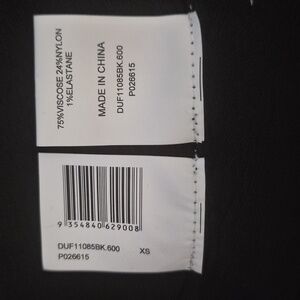 75%VISCOSE 24%NYLON
1%ELASTANE
MADE IN CHINA
DUF11085BK.600
P026615
9 354840 629008
DUF11085BK.600 XS
P026615